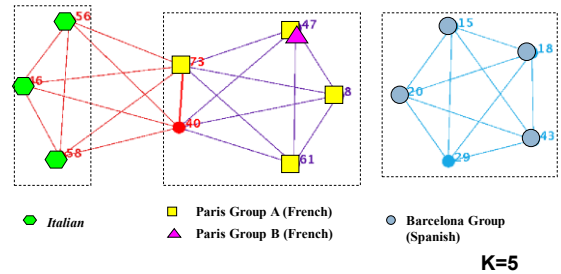 56
47
15
18
73
46
8
20
40
43
58
61
29
Italian
Paris Group A (French)
Paris Group B (French)
Barcelona Group
(Spanish)
K=5